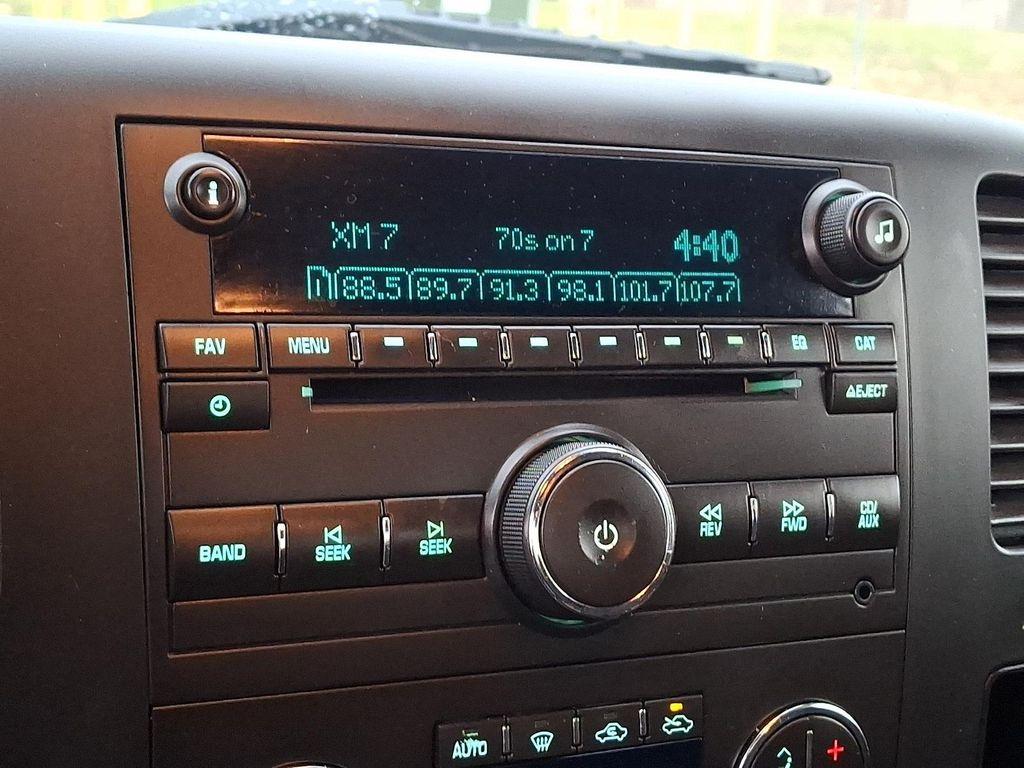 XM 7 70s on 7 4:40
88.5 89.7 91.3 98.1 101.7 107.7
FAV MENU EQ CAT
EJECT
BAND SEEK SEEK REV FWD CD/
AUX
AUTO